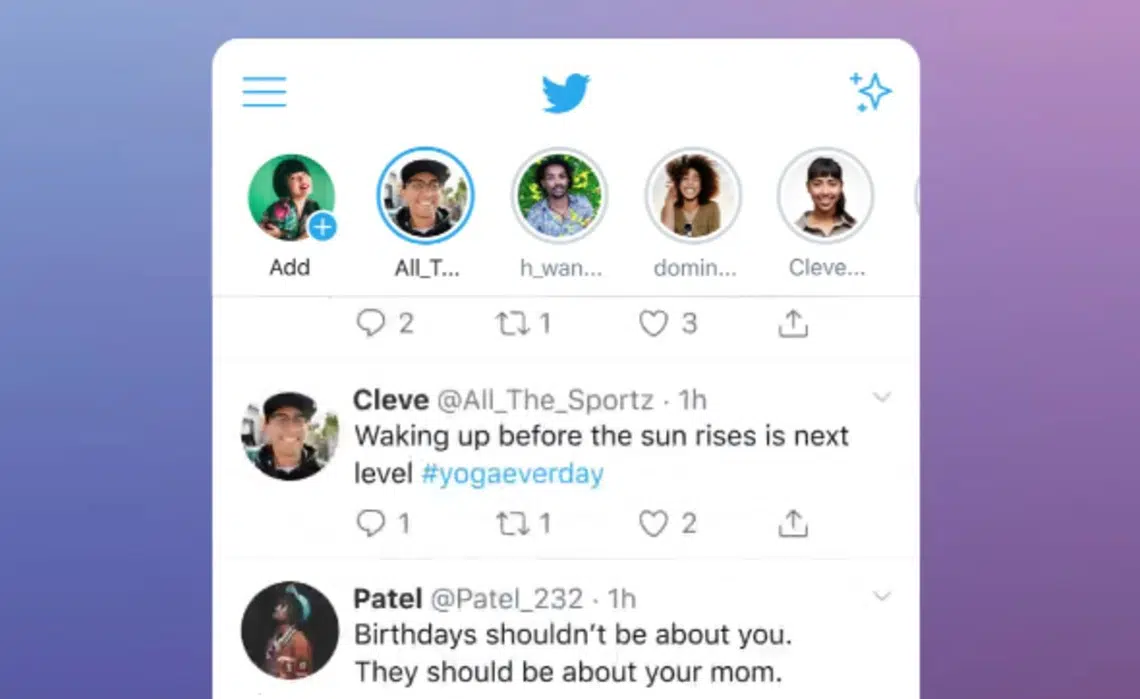 Add
All_T...
h_wan...
domin...
Cleve...
2
1
3
Cleve @All_The_Sportz · 1h
Waking up before the sun rises is next
level #yogaeverday
1
1
2
Patel @Patel_232 · 1h
Birthdays shouldn’t be about you.
They should be about your mom.